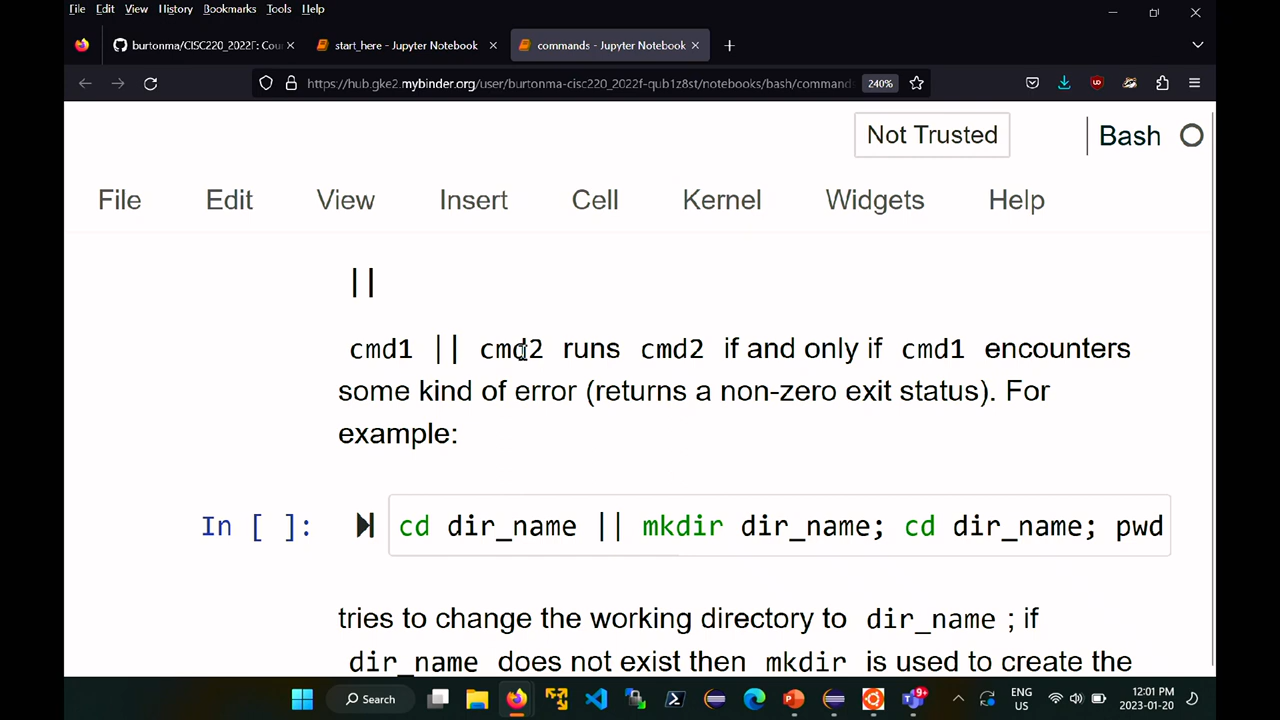 File Edit View History Bookmarks Tools Help
burtonma/CISC220_2022F: Cou
start_here - Jupyter Notebook
commands - Jupyter Notebook
https://hub.gke2.mybinder.org/user/burtonma-cisc220_2022f-qub1z8st/notebooks/bash/command
240%
Not Trusted
Bash
File Edit View Insert Cell Kernel Widgets Help
||
cmd1 || cmd2 runs cmd2 if and only if cmd1 encounters
some kind of error (returns a non-zero exit status). For
example:
In [ ]:
cd dir_name || mkdir dir_name; cd dir_name; pwd
tries to change the working directory to dir_name ; if
dir_name does not exist then mkdir is used to create the
Search
9+
ENG
US
12:01 PM
2023-01-20